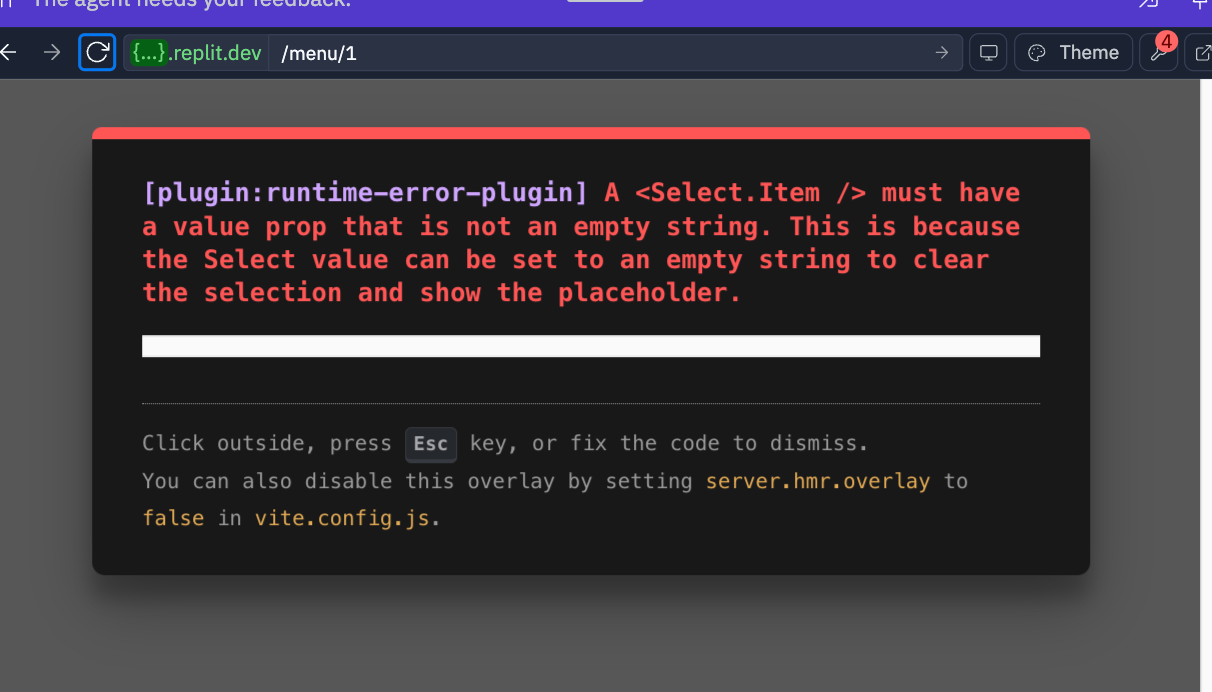 The agent needs your feedback.
{...}.replit.dev /menu/1 Theme 4
[plugin:runtime-error-plugin] A <Select.Item /> must have
a value prop that is not an empty string. This is because
the Select value can be set to an empty string to clear
the selection and show the placeholder.
Click outside, press Esc key, or fix the code to dismiss.
You can also disable this overlay by setting server.hmr.overlay to
false in vite.config.js.